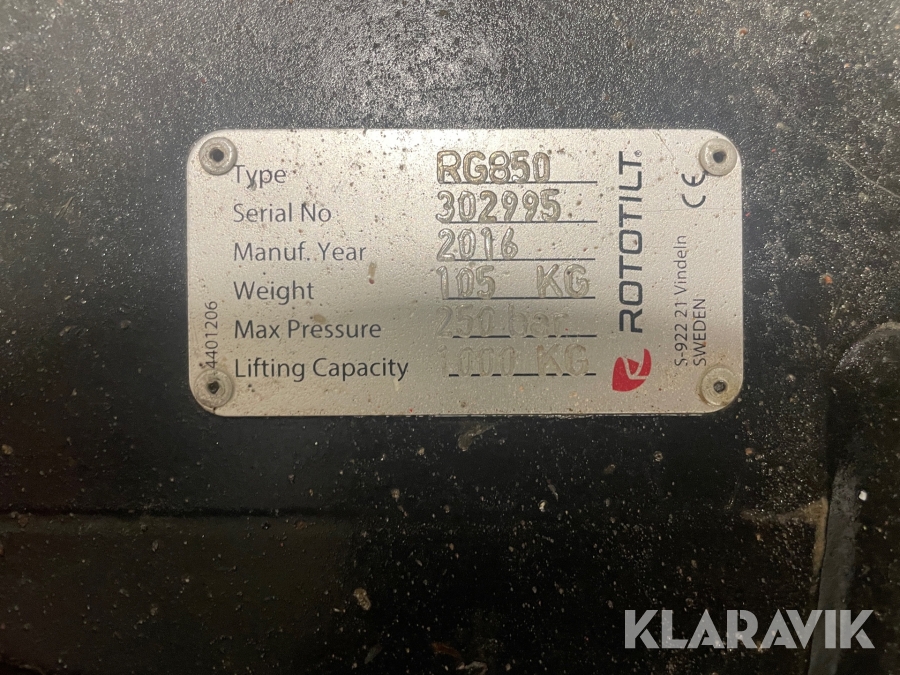 Type RG850
Serial No 302995
Manuf. Year 2016
Weight 105 KG
Max Pressure 250 bar
Lifting Capacity 1000 KG
4401206
ROTOTILT®
S-922 21 Vindeln
SWEDEN
CE
KLARAVIK